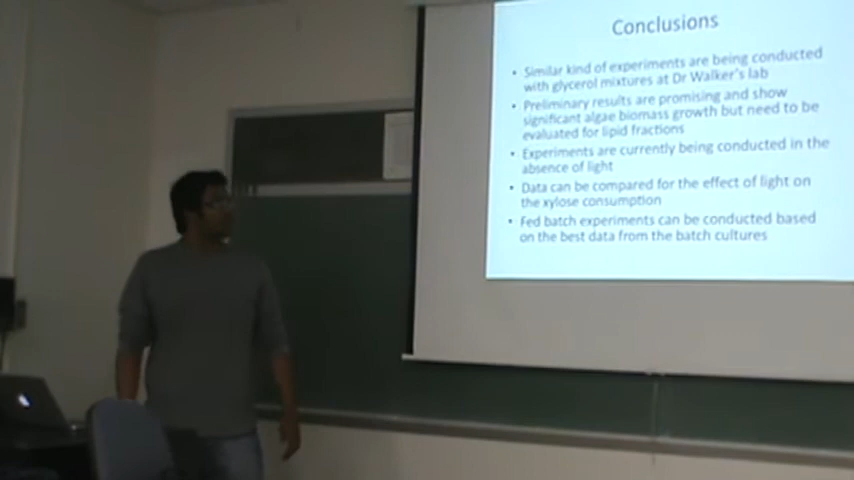 Conclusions
• Similar kind of experiments are being conducted
with glycerol mixtures at Dr Walker's lab
• Preliminary results are promising and show
significant algae biomass growth but need to be
evaluated for lipid fractions
• Experiments are currently being conducted in the
absence of light
• Data can be compared for the effect of light on
the xylose consumption
• Fed batch experiments can be conducted based
on the best data from the batch cultures